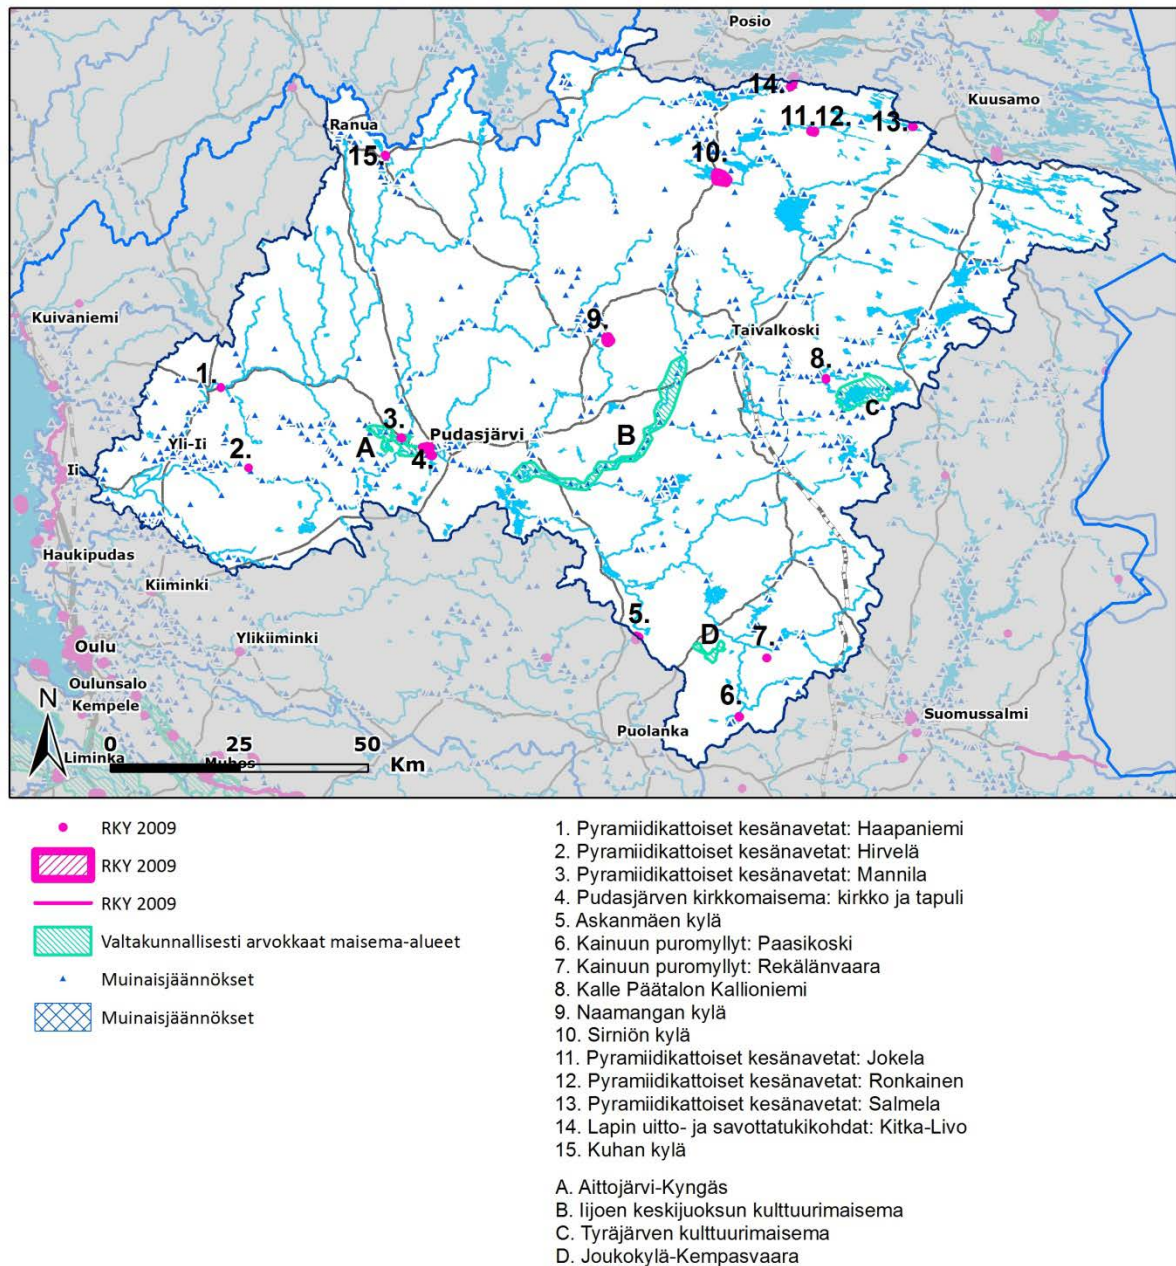 Posio
14.
Kuusamo
11.12.
13.
Ranua
15.
10.
Kuivaniemi
9.
Taivalkoski
8.
1.
c
3.
Pudasjärvi
A
B
4.
Yli-Ii
2.
Ii
Haukipudas
Kiiminki
5.
D
7.
Ylikiiminki
Oulu
Oulunsalo
6.
N
Kempele
Suomussalmi
Puolanka
0
25
50
Liminka
Muhos
Km
RKY 2009
RKY 2009
RKY 2009
Valtakunnallisesti arvokkaat maisema-alueet
Muinaisjäännökset
Muinaisjäännökset
1. Pyramiidikattoiset kesänavetat: Haapaniemi
2. Pyramiidikattoiset kesänavetat: Hirvelä
3. Pyramiidikattoiset kesänavetat: Mannila
4. Pudasjärven kirkkomaisema: kirkko ja tapuli
5. Askanmäen kylä
6. Kainuun puromyllyt: Paasikoski
7. Kainuun puromyllyt: Rekälänvaara
8. Kalle Päätalon Kallioniemi
9. Naamangan kylä
10. Sirniön kylä
11. Pyramiidikattoiset kesänavetat: Jokela
12. Pyramiidikattoiset kesänavetat: Ronkainen
13. Pyramiidikattoiset kesänavetat: Salmela
14. Lapin uitto- ja savottatukikohdat: Kitka-Livo
15. Kuhan kylä
A. Aittojärvi-Kyngäs
B. Iijoen keskijuoksun kulttuurimaisema
C. Tyräjärven kulttuurimaisema
D. Joukokylä-Kempasvaara